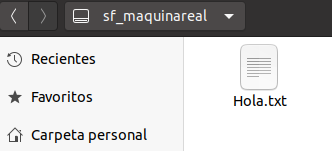 sf_maquinareal
Recientes
Hola.txt
Favoritos
Carpeta personal